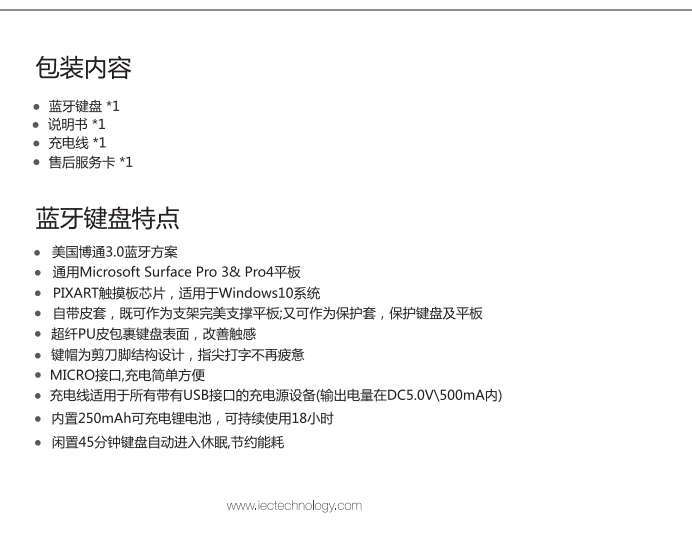 包装内容
● 蓝牙键盘 *1
● 说明书 *1
● 充电线 *1
● 售后服务卡 *1
蓝牙键盘特点
● 美国博通3.0蓝牙方案
● 通用Microsoft Surface Pro 3& Pro4平板
● PIXART触摸板芯片，适用于Windows10系统
● 自带皮套，既可作为支架完美支撑平板;又可作为保护套，保护键盘及平板
● 超纤PU皮包裹键盘表面，改善触感
● 键帽为剪刀脚结构设计，指尖打字不再疲惫
● MICRO接口,充电简单方便
● 充电线适用于所有带有USB接口的充电源设备(输出电量在DC5.0V\500mA内)
● 内置250mAh可充电锂电池，可持续使用18小时
● 闲置45分钟键盘自动进入休眠,节约能耗
www.iectechnology.com